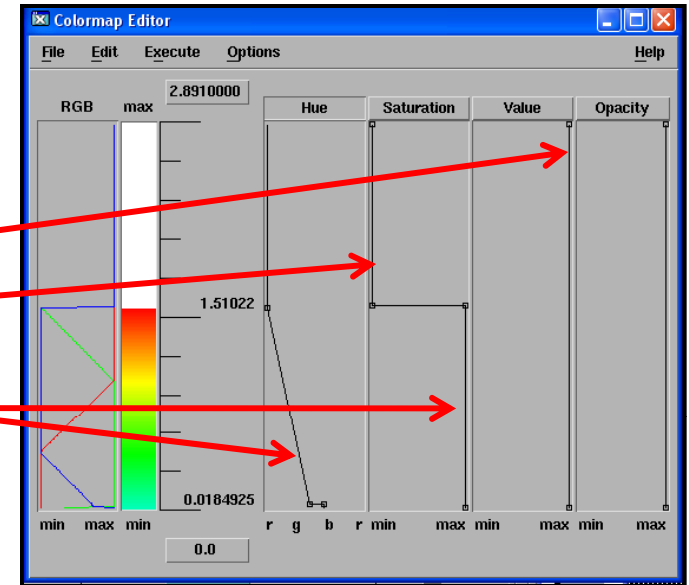 Colormap Editor
File Edit Execute Options Help
2.8910000
RGB max Hue Saturation Value Opacity
1.51022
0.0184925
min max min r g b r min max min max min max
0.0